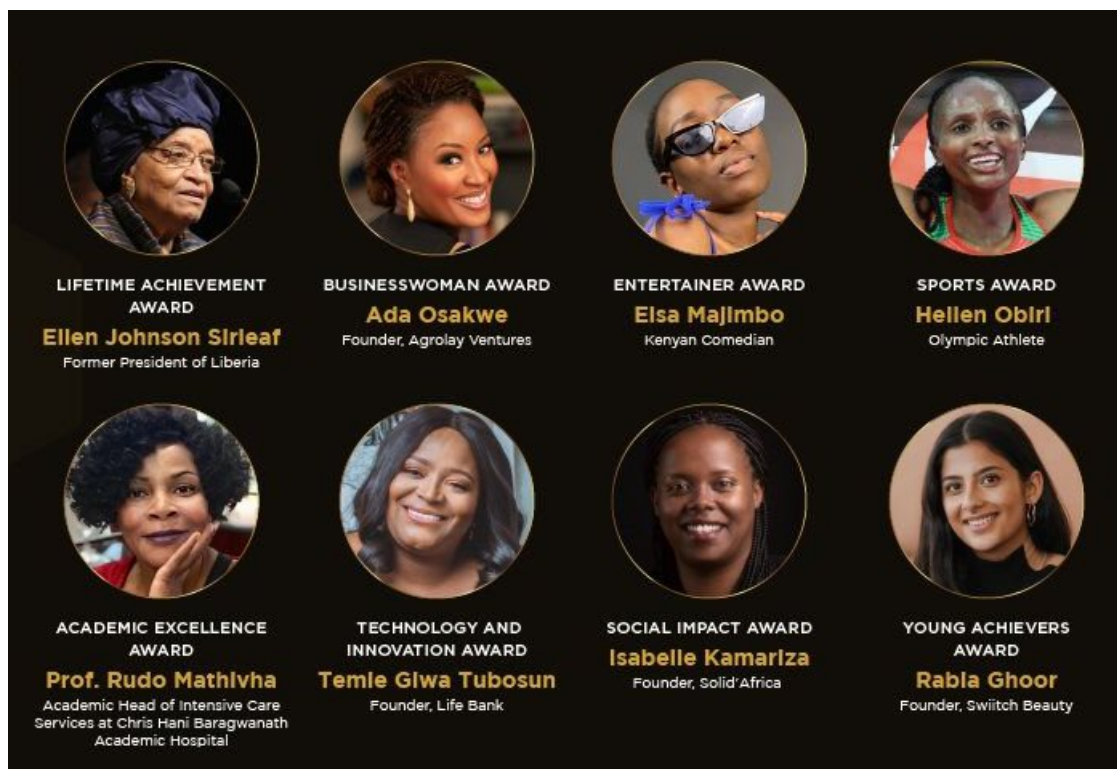 LIFETIME ACHIEVEMENT
AWARD
Ellen Johnson Sirleaf
Former President of Liberia
BUSINESSWOMAN AWARD
Ada Osakwe
Founder, Agrolay Ventures
ENTERTAINER AWARD
Elsa Majimbo
Kenyan Comedian
SPORTS AWARD
Hellen Obiri
Olympic Athlete
ACADEMIC EXCELLENCE
AWARD
Prof. Rudo Mathivha
Academic Head of Intensive Care
Services at Chris Hani Baragwanath
Academic Hospital
TECHNOLOGY AND
INNOVATION AWARD
Temie Giwa Tubosun
Founder, Life Bank
SOCIAL IMPACT AWARD
Isabelle Kamariza
Founder, Solid'Africa
YOUNG ACHIEVERS
AWARD
Rabia Ghoor
Founder, Swiitch Beauty